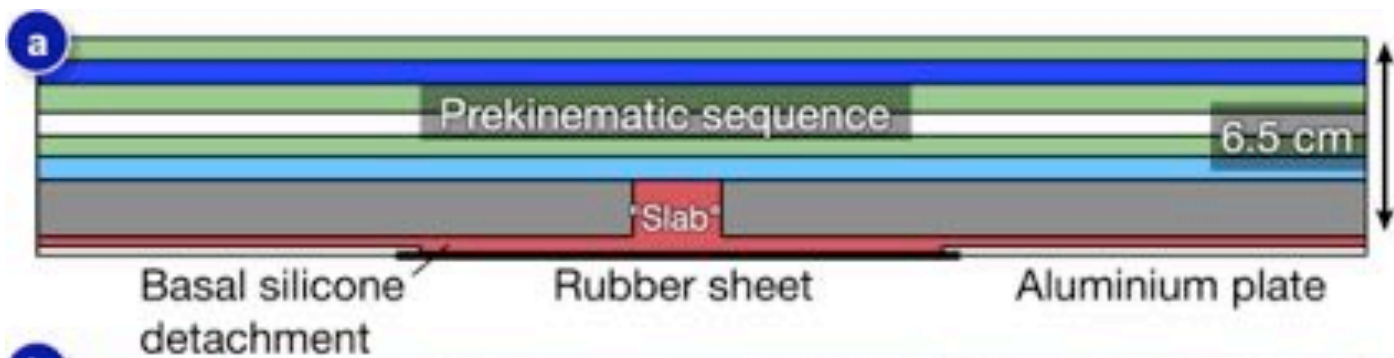 a
Prekinematic sequence
6.5 cm
Slab
Basal silicone
detachment
Rubber sheet
Aluminium plate